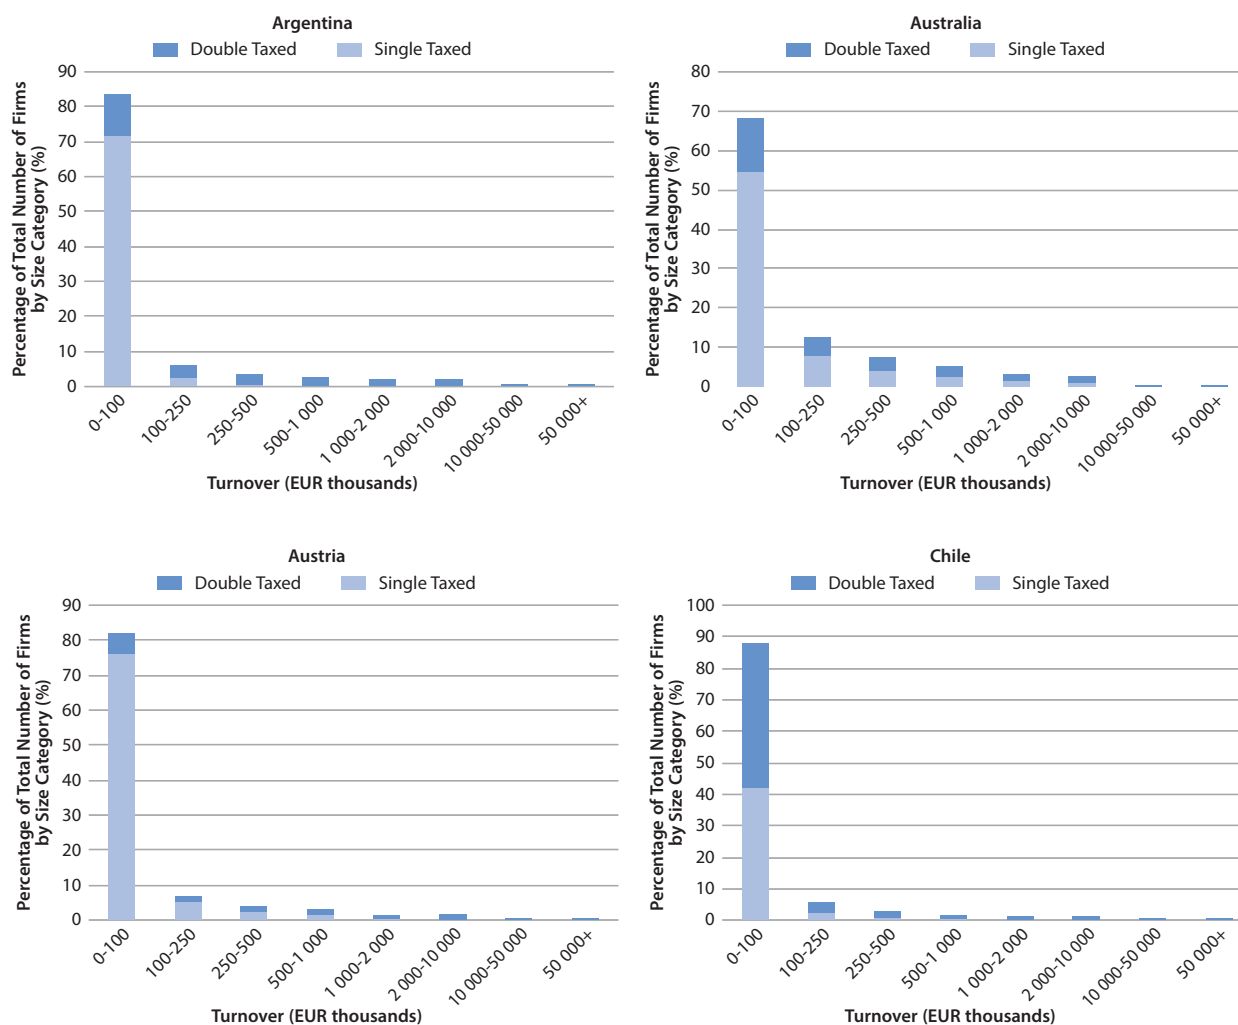 Argentina
Double Taxed Single Taxed
Percentage of Total Number of Firms
by Size Category (%)
90
80
70
60
50
40
30
20
10
0
0-100
100-250
250-500
500-1 000
1 000-2 000
2 000-10 000
10 000-50 000
50 000+
Turnover (EUR thousands)
Australia
Double Taxed Single Taxed
Percentage of Total Number of Firms
by Size Category (%)
80
70
60
50
40
30
20
10
0
0-100
100-250
250-500
500-1 000
1 000-2 000
2 000-10 000
10 000-50 000
50 000+
Turnover (EUR thousands)
Austria
Double Taxed Single Taxed
Percentage of Total Number of Firms
by Size Category (%)
90
80
70
60
50
40
30
20
10
0
0-100
100-250
250-500
500-1 000
1 000-2 000
2 000-10 000
10 000-50 000
50 000+
Turnover (EUR thousands)
Chile
Double Taxed Single Taxed
Percentage of Total Number of Firms
by Size Category (%)
100
90
80
70
60
50
40
30
20
10
0
0-100
100-250
250-500
500-1 000
1 000-2 000
2 000-10 000
10 000-50 000
50 000+
Turnover (EUR thousands)